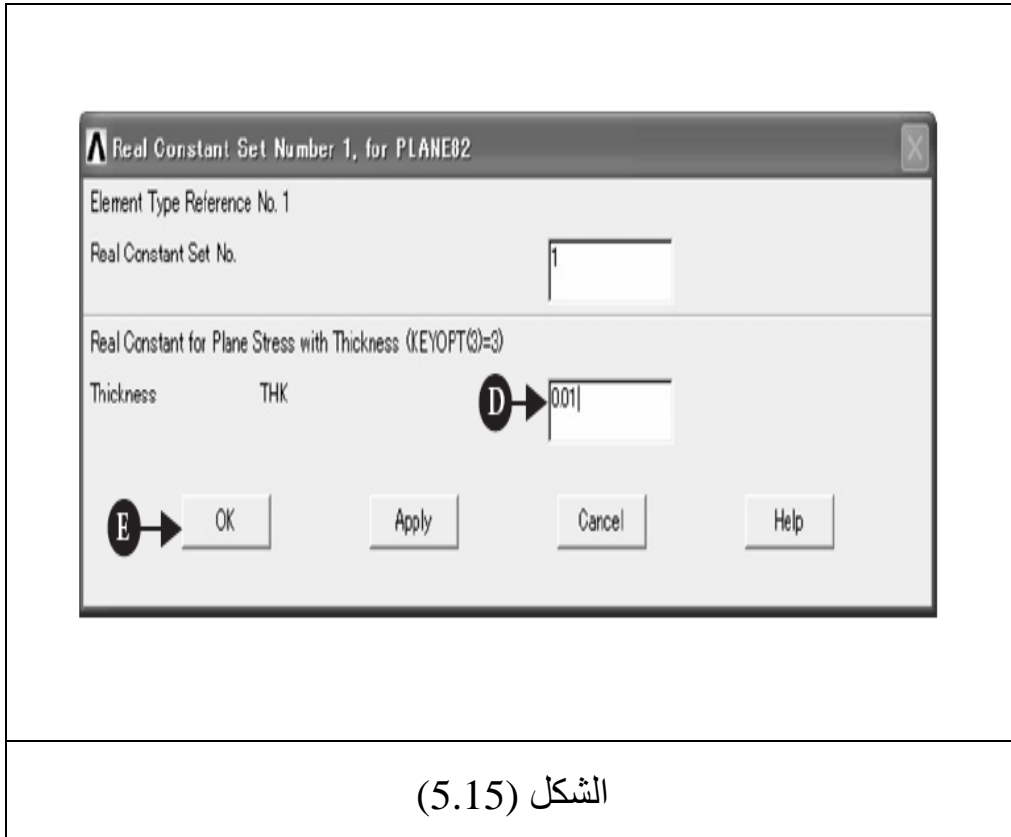 Real Constant Set Number 1, for PLANE82
Element Type Reference No. 1
Real Constant Set No. 1
Real Constant for Plane Stress with Thickness (KEYOPT(3)=3)
Thickness THK D 0.01
E OK Apply Cancel Help
الشكل (5.15)